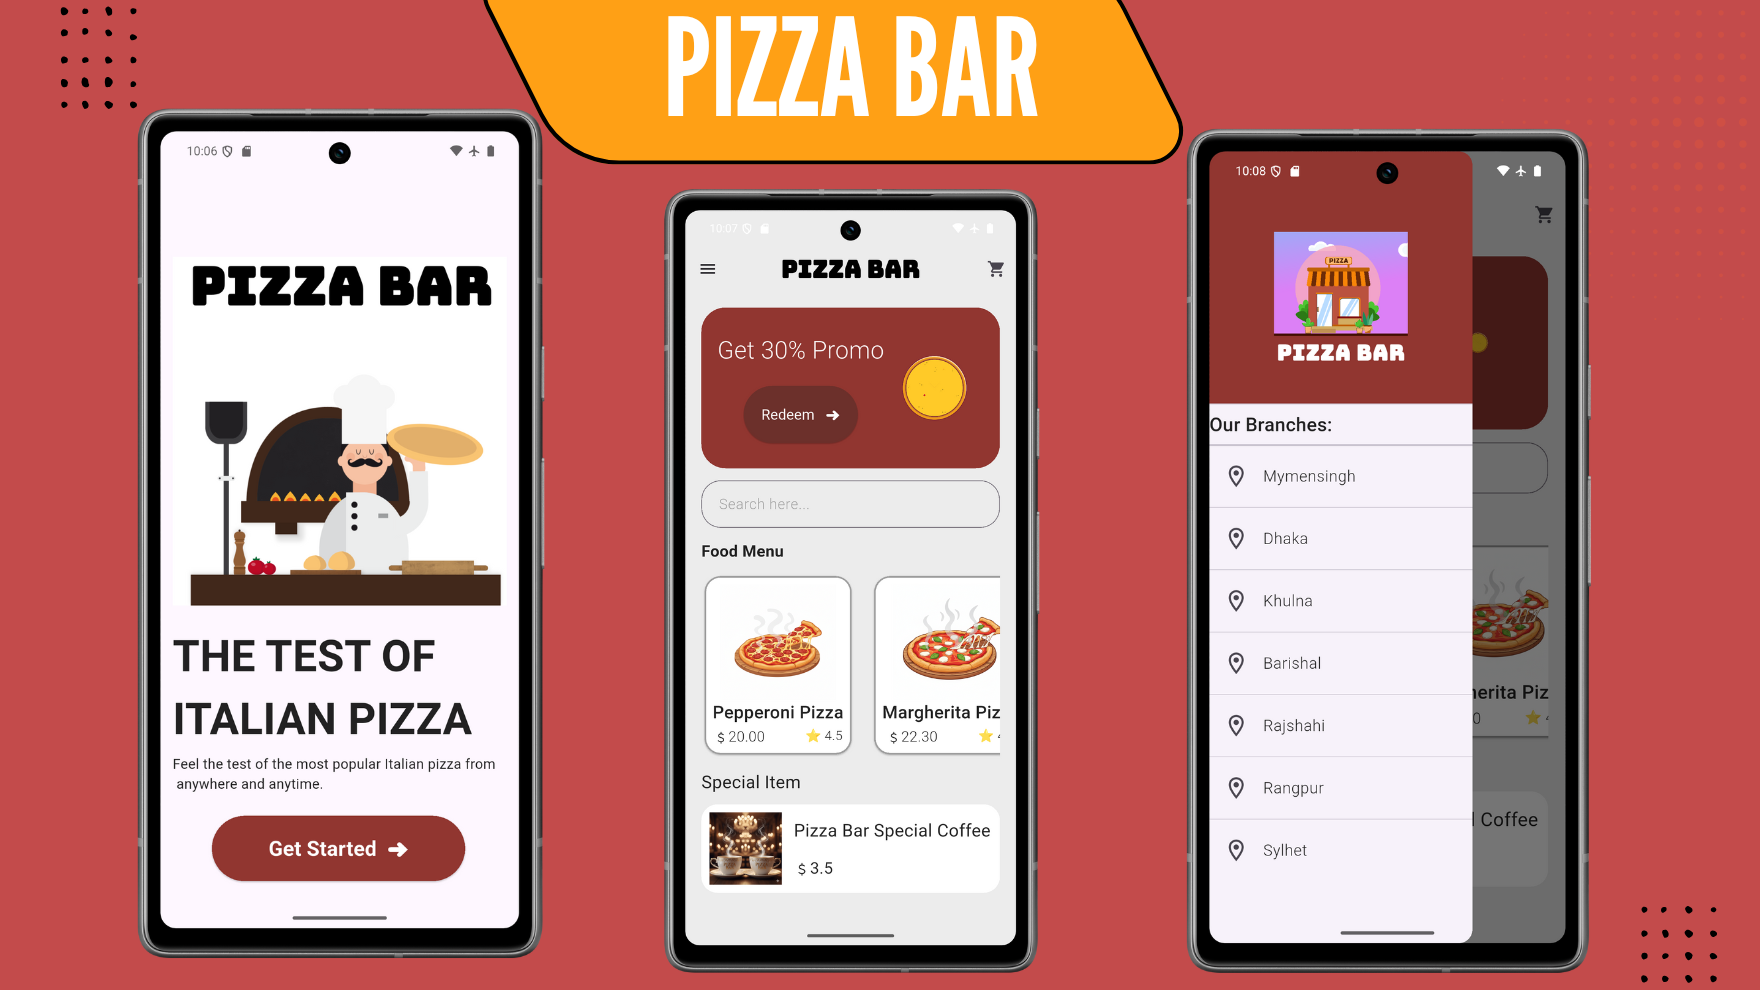 PIZZA BAR
10:06
PIZZA BAR
THE TEST OF
ITALIAN PIZZA
Feel the test of the most popular Italian pizza from
anywhere and anytime.
Get Started
10:07
PIZZA BAR
Get 30% Promo
Redeem
Search here...
Food Menu
Pepperoni Pizza
$ 20.00
4.5
Margherita Piz
$ 22.30
Special Item
Pizza Bar Special Coffee
$ 3.5
10:08
PIZZA
PIZZA BAR
Our Branches:
Mymensingh
Dhaka
Khulna
Barishal
Rajshahi
Rangpur
Sylhet
herita Piz
0
Coffee